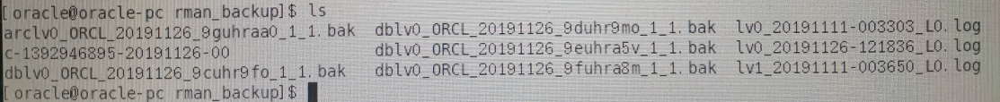 [oracle@oracle-pc rman_backup]$ ls
arclv0_ORCL_20191126_9guhraa0_1_1.bak  dblv0_ORCL_20191126_9duhr9mo_1_1.bak  lv0_20191111-003303_L0.log
c-1392946895-20191126-00  dblv0_ORCL_20191126_9euhra5v_1_1.bak  lv0_20191126-121836_L0.log
dblv0_ORCL_20191126_9cuhr9fo_1_1.bak  dblv0_ORCL_20191126_9fuhra8m_1_1.bak  lv1_20191111-003650_L0.log
[oracle@oracle-pc rman_backup]$